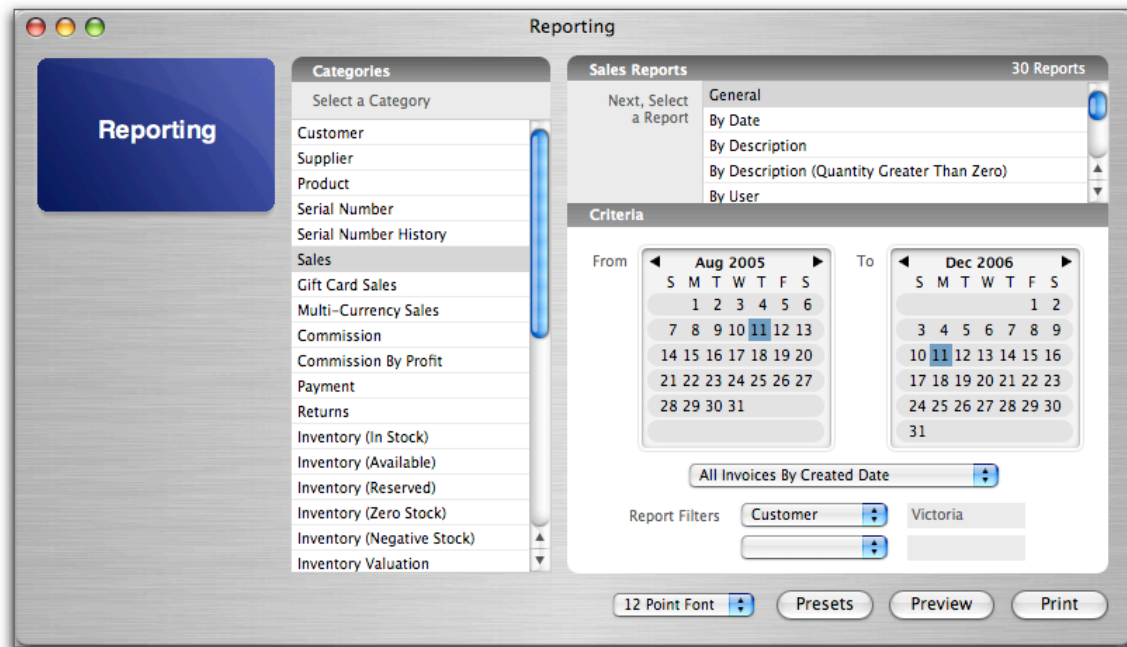 Reporting
Reporting
Categories
Select a Category
Customer
Supplier
Product
Serial Number
Serial Number History
Sales
Gift Card Sales
Multi-Currency Sales
Commission
Commission By Profit
Payment
Returns
Inventory (In Stock)
Inventory (Available)
Inventory (Reserved)
Inventory (Zero Stock)
Inventory (Negative Stock)
Inventory Valuation
Sales Reports 30 Reports
Next, Select
a Report
General
By Date
By Description
By Description (Quantity Greater Than Zero)
By User
Criteria
From
Aug 2005
S M T W T F S
1 2 3 4 5 6
7 8 9 10 11 12 13
14 15 16 17 18 19 20
21 22 23 24 25 26 27
28 29 30 31
To
Dec 2006
S M T W T F S
1 2
3 4 5 6 7 8 9
10 11 12 13 14 15 16
17 18 19 20 21 22 23
24 25 26 27 28 29 30
31
All Invoices By Created Date
Report Filters Customer Victoria
12 Point Font Presets Preview Print